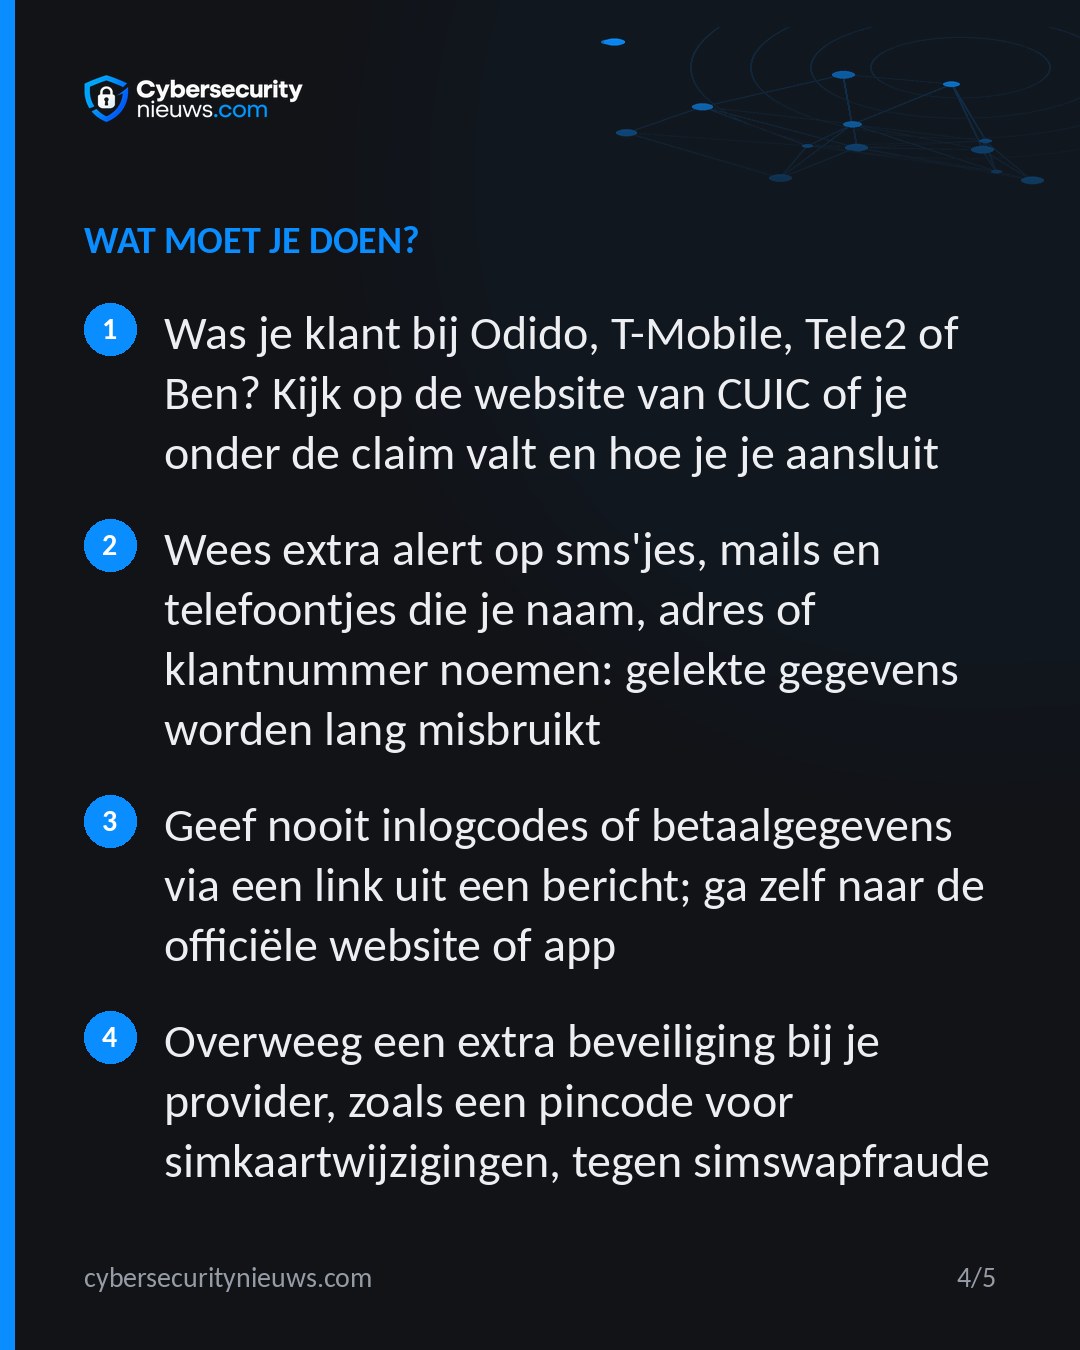 Cybersecurity
nieuws.com
WAT MOET JE DOEN?
1
Was je klant bij Odido, T-Mobile, Tele2 of
Ben? Kijk op de website van CUIC of je
onder de claim valt en hoe je je aansluit
2
Wees extra alert op sms'jes, mails en
telefoontjes die je naam, adres of
klantnummer noemen: gelekte gegevens
worden lang misbruikt
3
Geef nooit inlogcodes of betaalgegevens
via een link uit een bericht; ga zelf naar de
officiële website of app
4
Overweeg een extra beveiliging bij je
provider, zoals een pincode voor
simkaartwijzigingen, tegen simswapfraude
cybersecuritynieuws.com
4/5